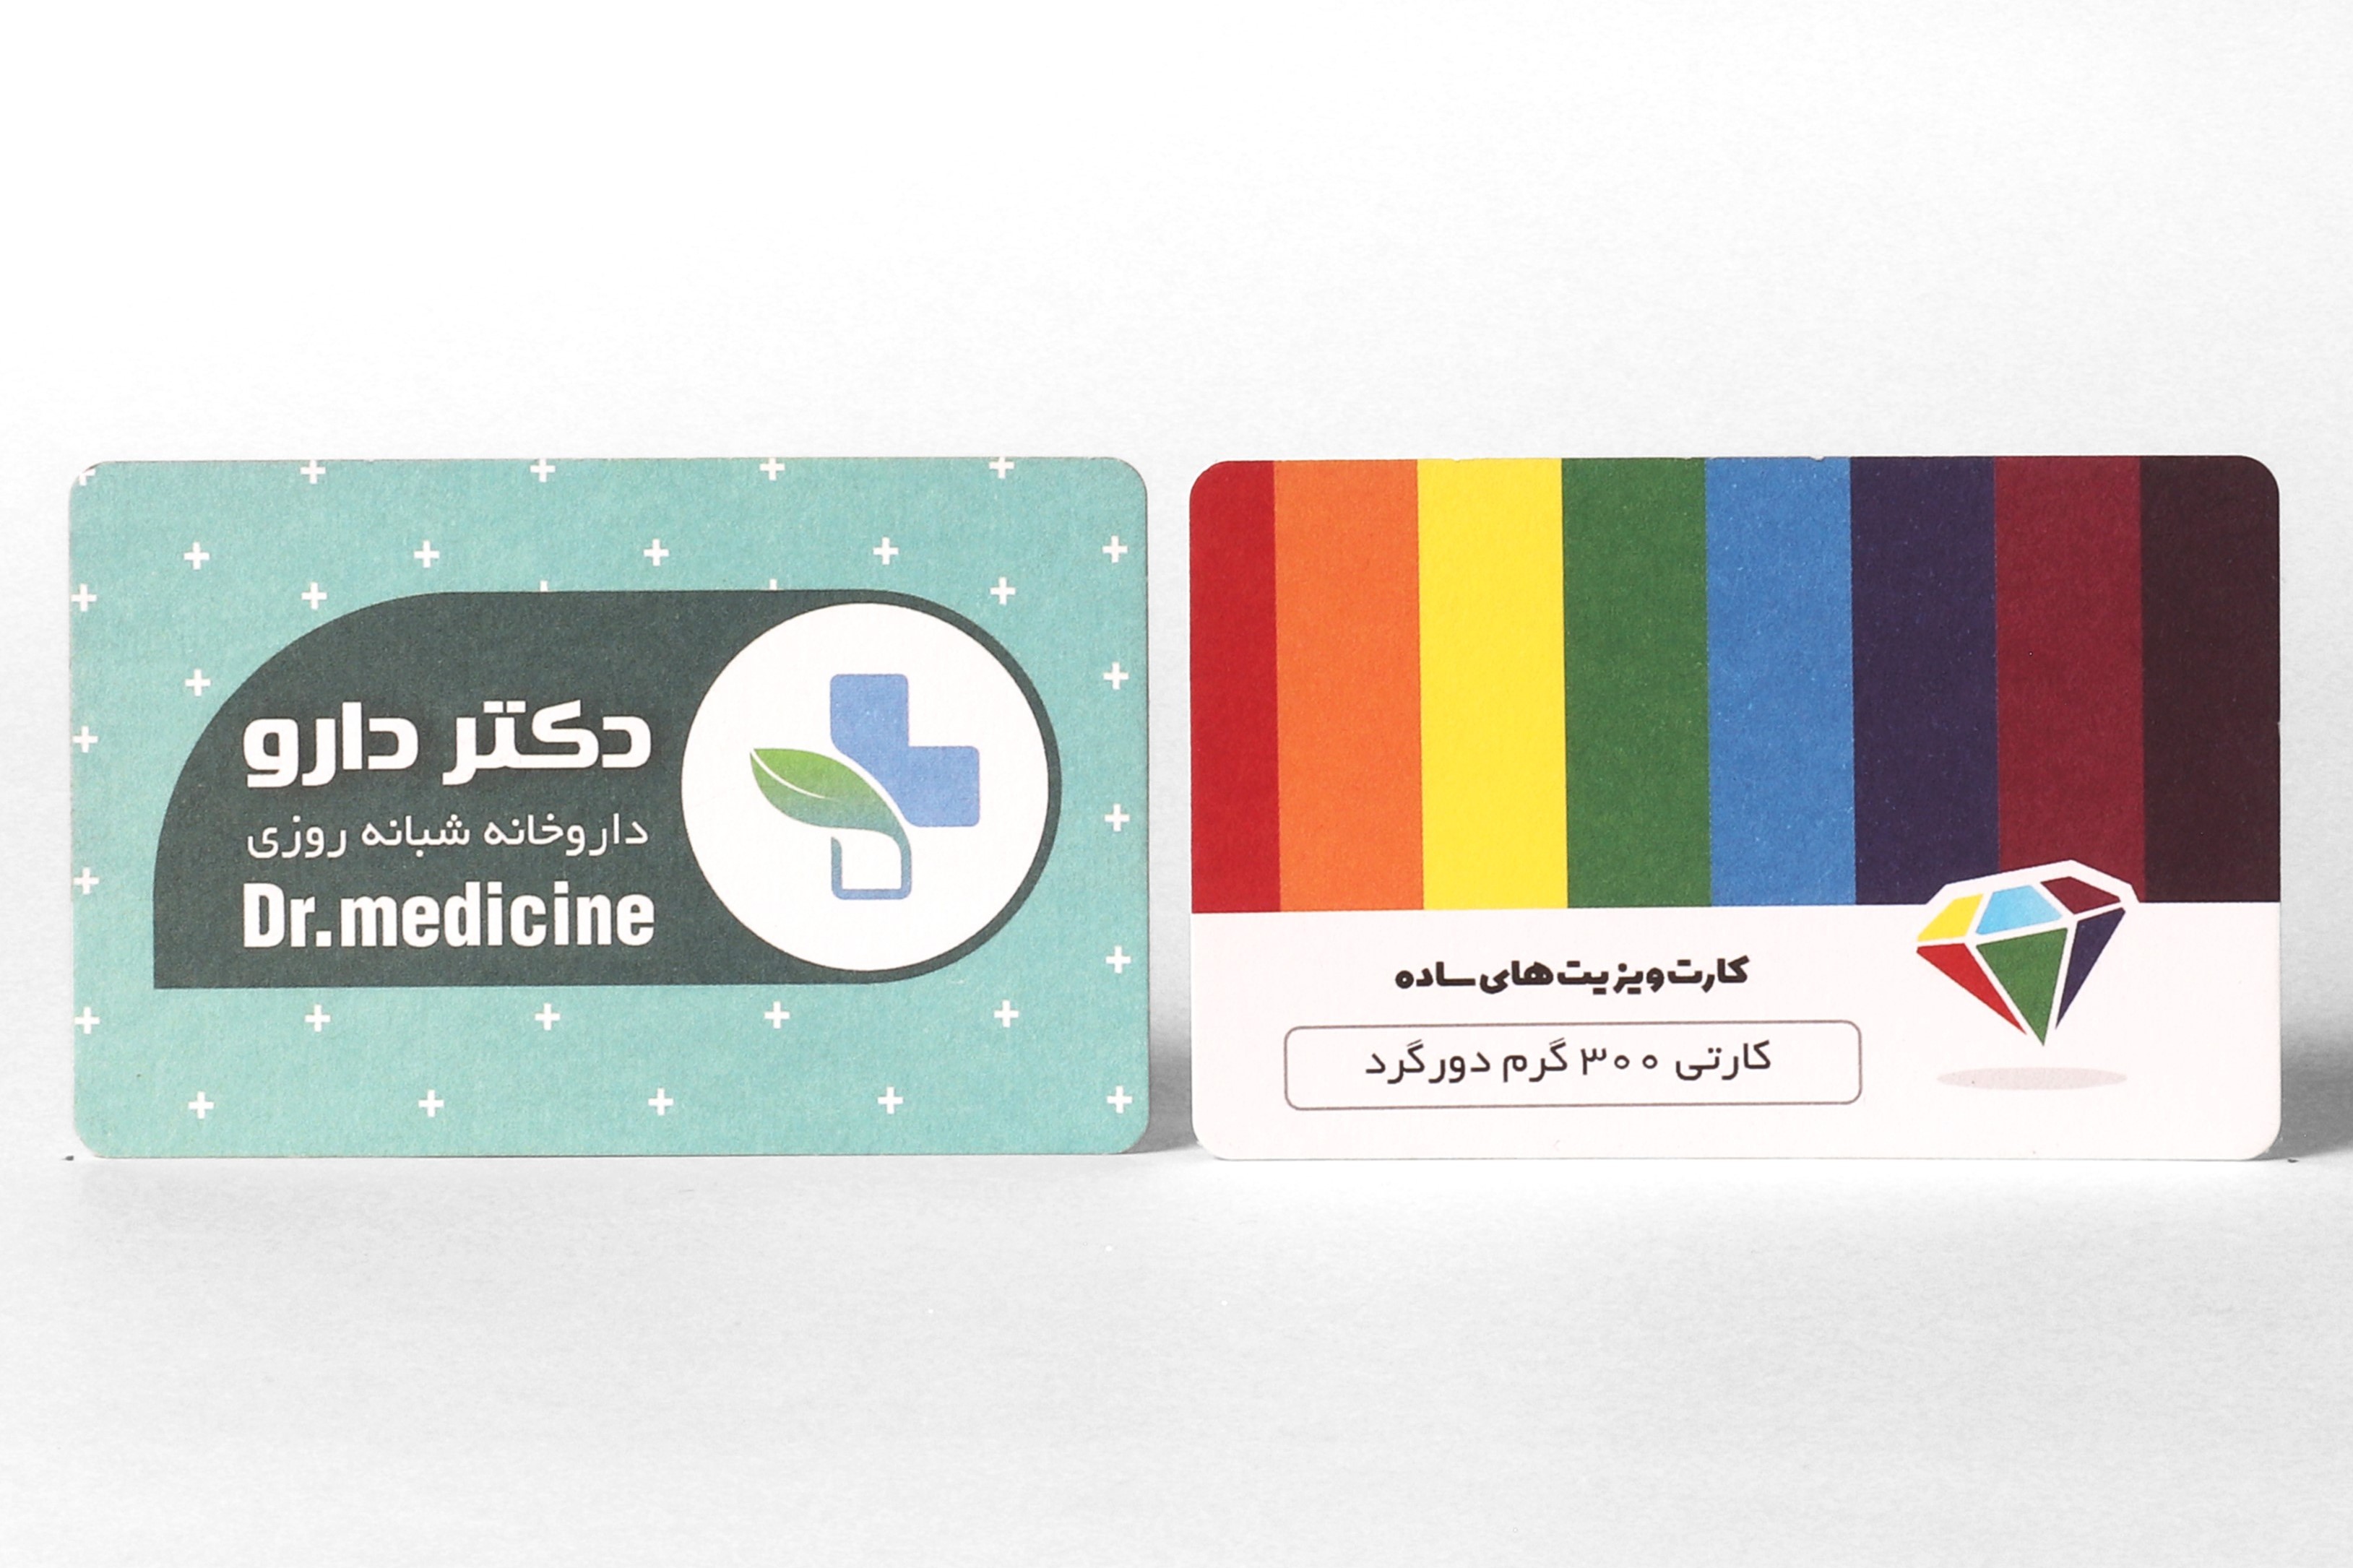 دکتر دارو
داروخانه شبانه روزی
Dr.medicine
کارت‌ویزیت‌های ساده
کارتی ۳۰۰ گرم دورگرد